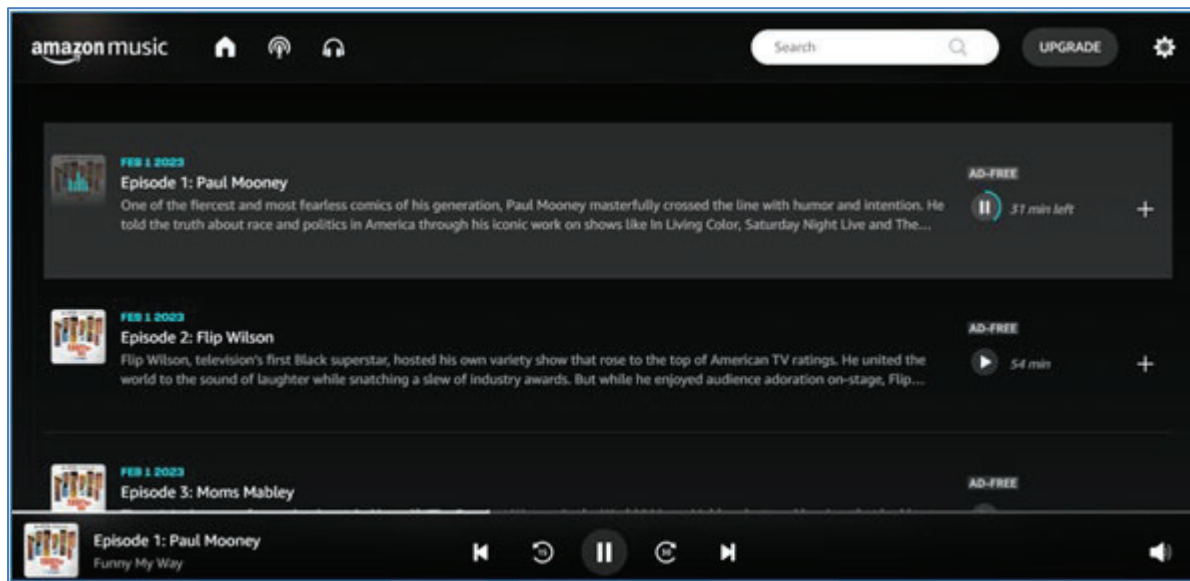 amazon music
Search
UPGRADE
FEB 1 2023
AD-FREE
Episode 1: Paul Mooney
One of the fiercest and most fearless comics of his generation, Paul Mooney masterfully crossed the line with humor and intention. He
31 min left
told the truth about race and politics in America through his iconic work on shows like In Living Color, Saturday Night Live and The...
FEB 1 2023
AD-FREE
Episode 2: Flip Wilson
Flip Wilson, television's first Black superstar, hosted his own variety show that rose to the top of American TV ratings. He united the
54 min
world to the sound of laughter while snatching a slew of industry awards. But while he enjoyed audience adoration on-stage, Flip...
FEB 1 2023
AD-FREE
Episode 3: Moms Mabley
Episode 1: Paul Mooney
Funny My Way
15